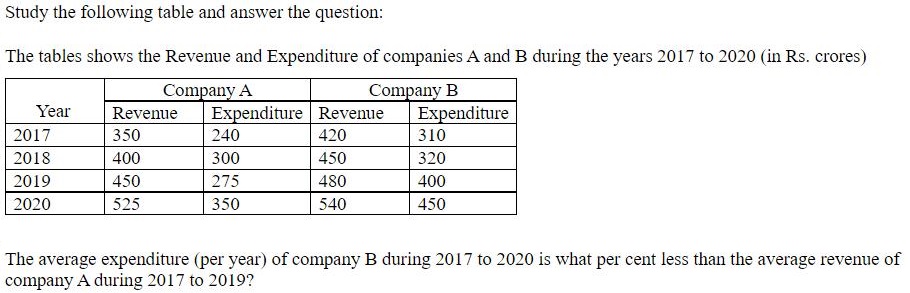 Study the following table and answer the question:
The tables shows the Revenue and Expenditure of companies A and B during the years 2017 to 2020 (in Rs. crores)
Company A Company B
Year Revenue Expenditure Revenue Expenditure
2017 350 240 420 310
2018 400 300 450 320
2019 450 275 480 400
2020 525 350 540 450
The average expenditure (per year) of company B during 2017 to 2020 is what per cent less than the average revenue of
company A during 2017 to 2019?